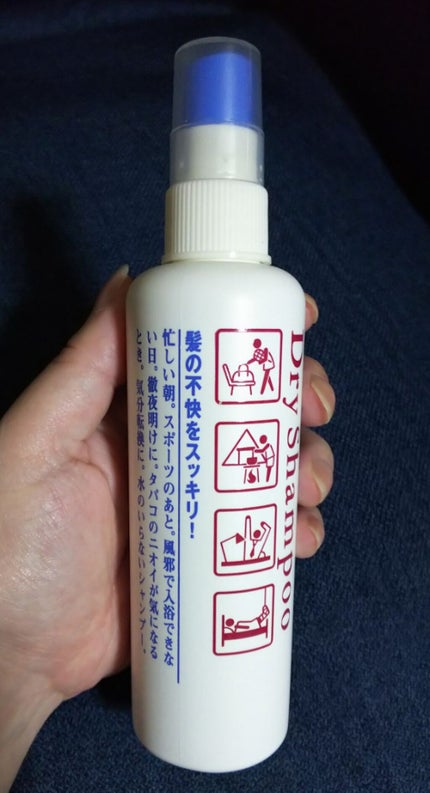 Dry Shampoo
髪の不快をスッキリ！
忙しい朝。スポーツのあと。風邪で入浴できな
い日。徹夜明けに。タバコのニオイが気になる
とき。気分転換に。水のいらないシャンプー。